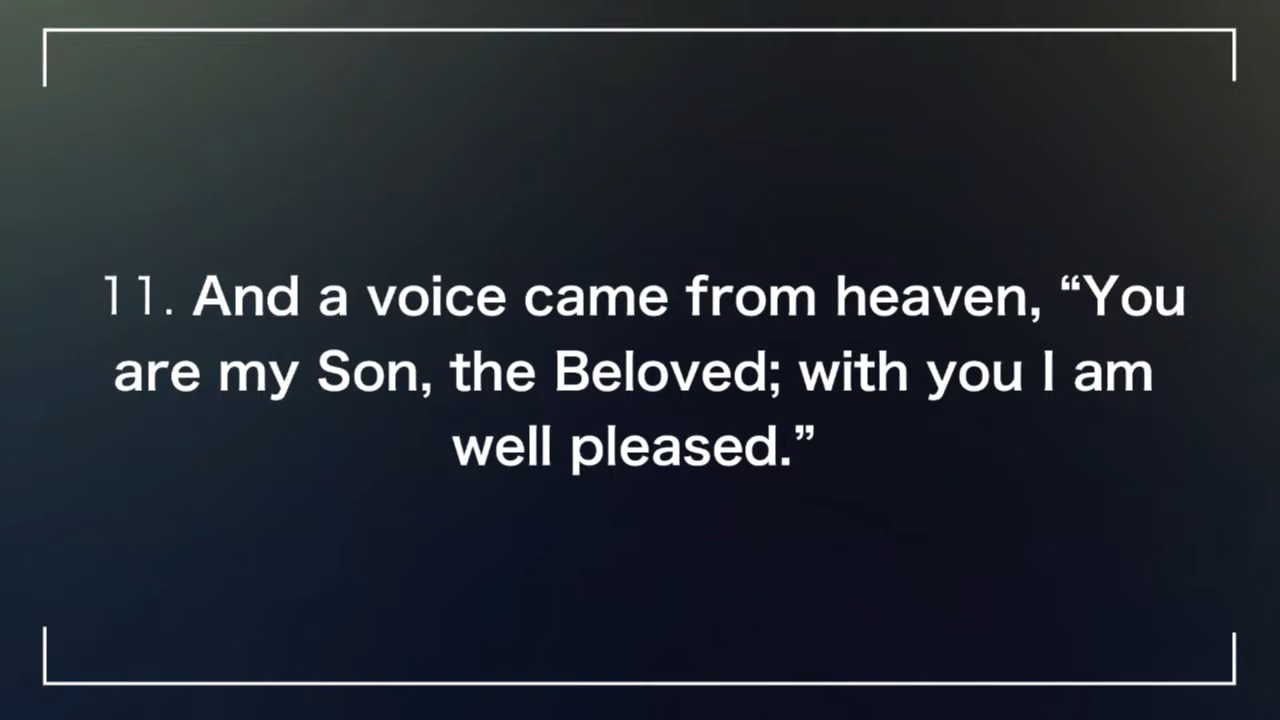 11. And a voice came from heaven, “You
are my Son, the Beloved; with you I am
well pleased.”